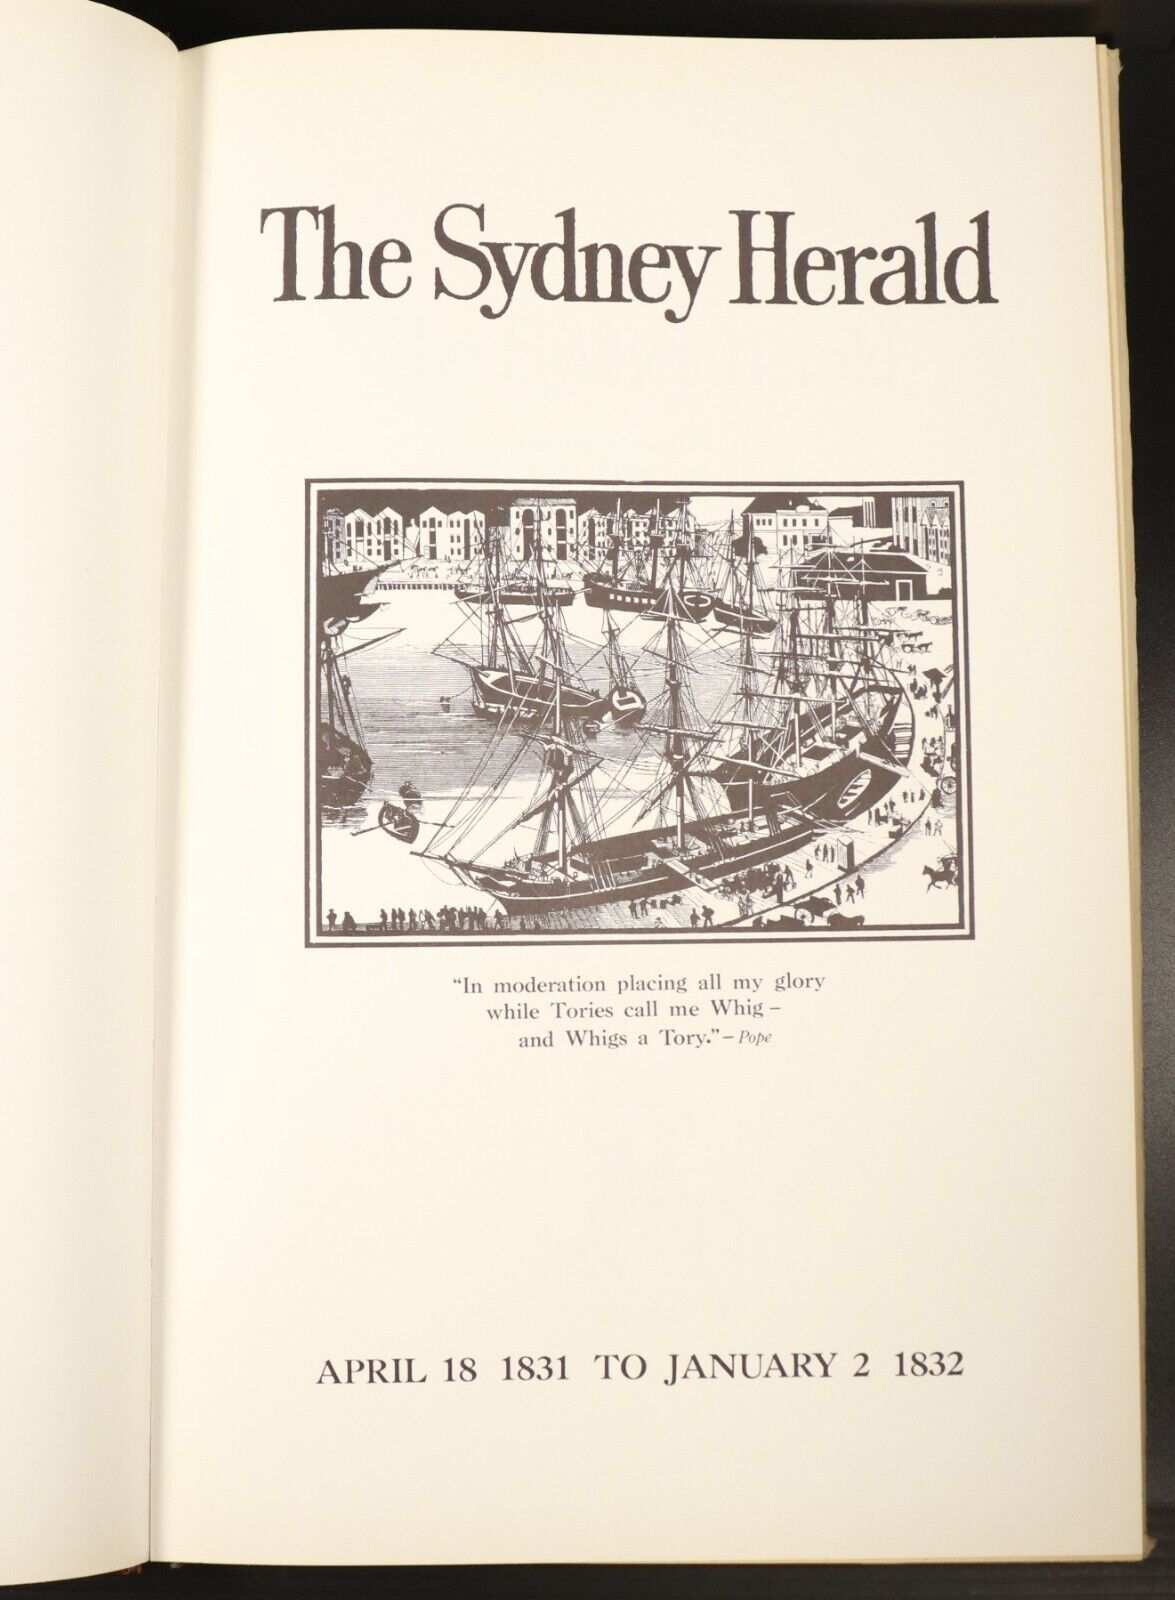 The Sydney Herald
“In moderation placing all my glory
while Tories call me Whig –
and Whigs a Tory.” – Pope
APRIL 18 1831 TO JANUARY 2 1832